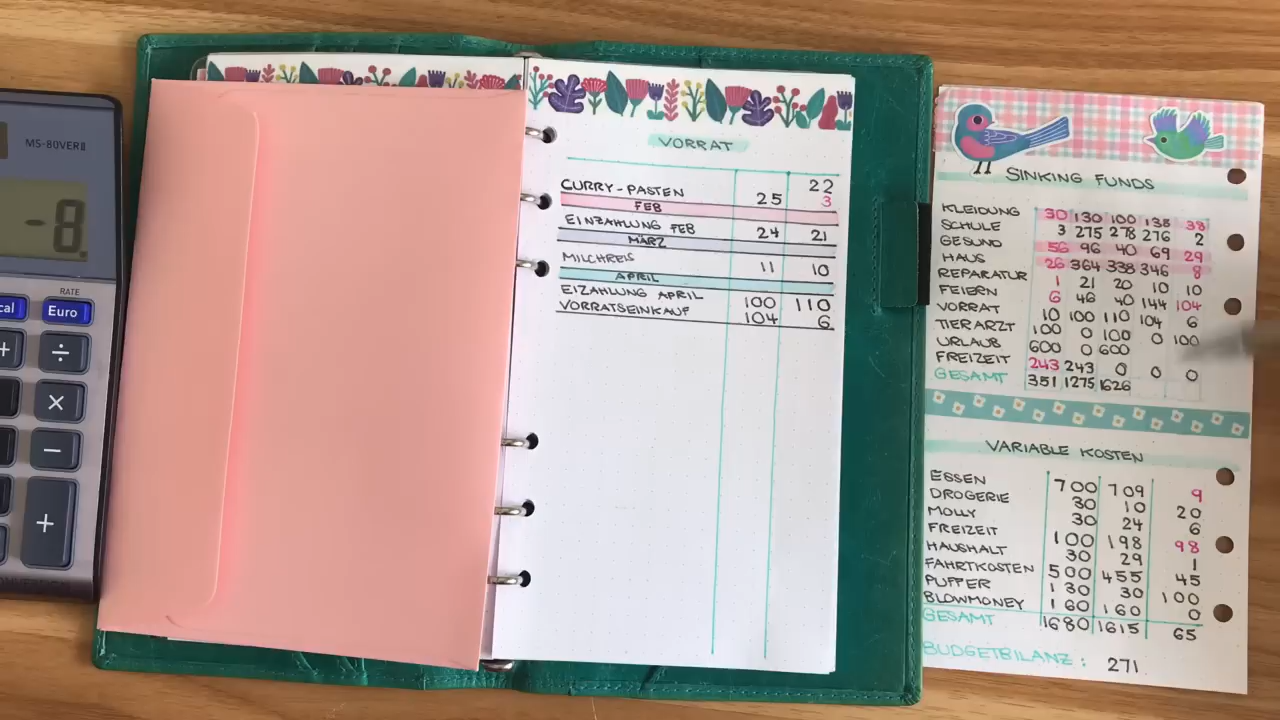 MS-80VERII
-8.
RATE
cal Euro
+ ÷
×
−
+
VORRAT
22
CURRY-PASTEN 25 3
FEB
EINZAHLUNG FEB 24 21
MÄRZ
MILCHREIS 11 10
APRIL
EIZAHLUNG APRIL 100 110
VORRATSEINKAUF 104 6
SINKING FUNDS
KLEIDUNG 30 130 100 138 38
SCHULE 3 275 278 276 2
GESUND 56 96 40 69 29
HAUS 26 364 338 346 8
REPARATUR 1 21 20 10 10
FEIERN 6 46 40 144 104
VORRAT 10 100 110 104 6
TIERARZT 100 0 100 0 100
URLAUB 600 0 600
FREIZEIT 243 243 0 0 0
GESAMT 351 1275 1626
VARIABLE KOSTEN
ESSEN 700 709 9
DROGERIE 30 10 20
MOLLY 30 24 6
FREIZEIT 100 198 98
HAUSHALT 30 29 1
FAHRTKOSTEN 500 455 45
PUFFER 130 30 100
BLOWMONEY 160 160 0
GESAMT 1680 1615 65
BUDGETBILANZ: 271